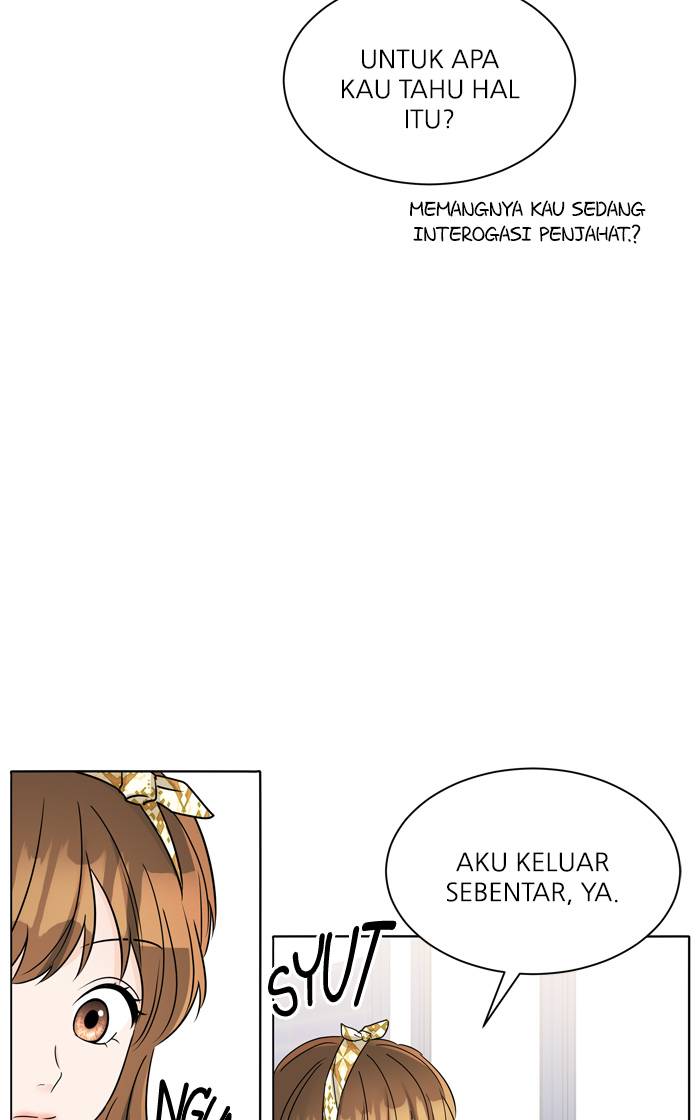 UNTUK APA
KAU TAHU HAL
ITU?
MEMANGNYA KAU SEDANG
INTEROGASI PENJAHAT?
AKU KELUAR
SEBENTAR, YA.
SYUT